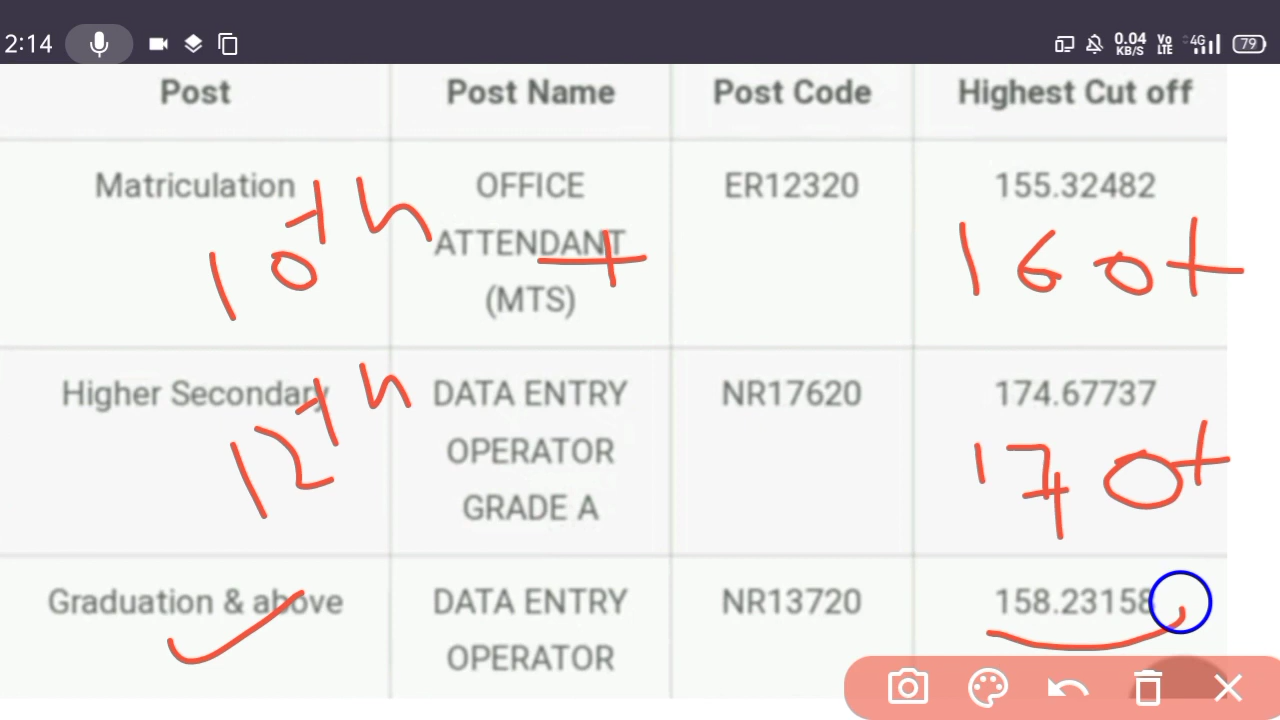 2:14 0.04 KB/S Vo LTE 4G 79
Post Post Name Post Code Highest Cut off
Matriculation OFFICE ER12320 155.32482
10th ATTENDANT 160+
(MTS)
Higher Secondary DATA ENTRY NR17620 174.67737
12th OPERATOR 170+
GRADE A
Graduation & above DATA ENTRY NR13720 158.23158
OPERATOR